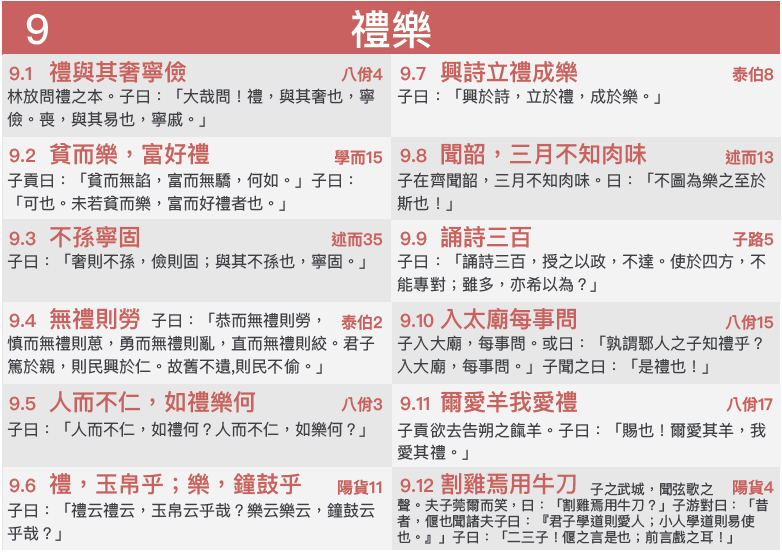 9 禮樂
9.1 禮與其奢寧儉 八佾4
林放問禮之本。子曰：「大哉問！禮，與其奢也，寧
儉。喪，與其易也，寧戚。」
9.2 貧而樂，富好禮 學而15
子貢曰：「貧而無諂，富而無驕，何如。」子曰：
「可也。未若貧而樂，富而好禮者也。」
9.3 不孫寧固 述而35
子曰：「奢則不孫，儉則固；與其不孫也，寧固。」
9.4 無禮則勞 子曰：「恭而無禮則勞， 泰伯2
慎而無禮則葸，勇而無禮則亂，直而無禮則絞。君子
篤於親，則民興於仁。故舊不遺,則民不偷。」
9.5 人而不仁，如禮樂何 八佾3
子曰：「人而不仁，如禮何？人而不仁，如樂何？」
9.6 禮，玉帛乎；樂，鐘鼓乎 陽貨11
子曰：「禮云禮云，玉帛云乎哉？樂云樂云，鐘鼓云
乎哉？」
9.7 興詩立禮成樂 泰伯8
子曰：「興於詩，立於禮，成於樂。」
9.8 聞韶，三月不知肉味 述而13
子在齊聞韶，三月不知肉味。曰：「不圖為樂之至於
斯也！」
9.9 誦詩三百 子路5
子曰：「誦詩三百，授之以政，不達。使於四方，不
能專對；雖多，亦希以為？」
9.10 入太廟每事問 八佾15
子入大廟，每事問。或曰：「孰謂鄹人之子知禮乎？
入大廟，每事問。」子聞之曰：「是禮也！」
9.11 爾愛羊我愛禮 八佾17
子貢欲去告朔之餼羊。子曰：「賜也！爾愛其羊，我
愛其禮。」
9.12 割雞焉用牛刀 子之武城，聞弦歌之 陽貨4
聲。夫子莞爾而笑，曰：「割雞焉用牛刀？」子游對曰：「昔
者，偃也聞諸夫子曰：『君子學道則愛人；小人學道則易使
也。』」子曰：「二三子！偃之言是也；前言戲之耳！」